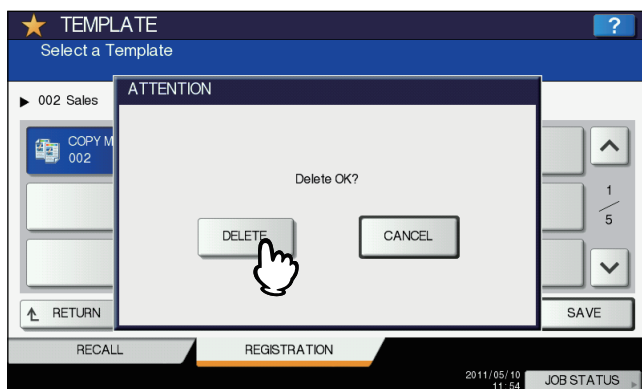 TEMPLATE
?
Select a Template
002 Sales
ATTENTION
COPY M
002
Delete OK?
DELETE
CANCEL
1
5
RETURN
SAVE
RECALL
REGISTRATION
2011/05/10
11:54
JOB STATUS